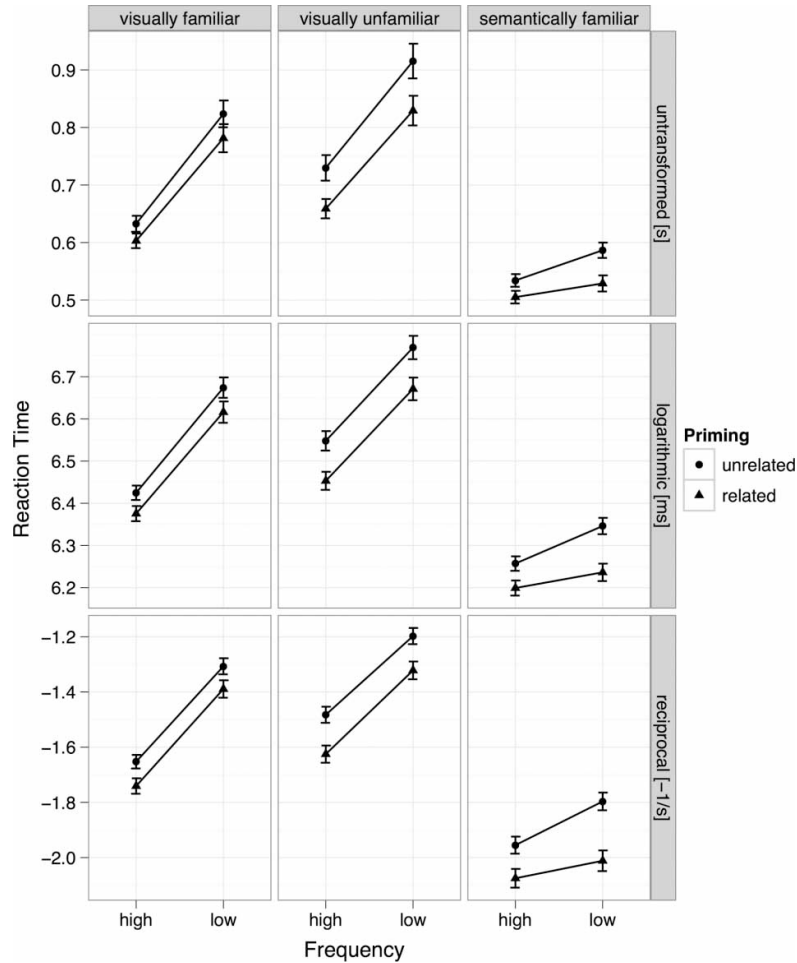 visually familiar
visually unfamiliar
semantically familiar
0.9
0.8
0.7
0.6
0.5
untransformed [s]
6.7
6.6
6.5
6.4
6.3
6.2
logarithmic [ms]
−1.2
−1.4
−1.6
−1.8
−2.0
reciprocal [−1/s]
Reaction Time
high
low
high
low
high
low
Frequency
Priming
unrelated
related